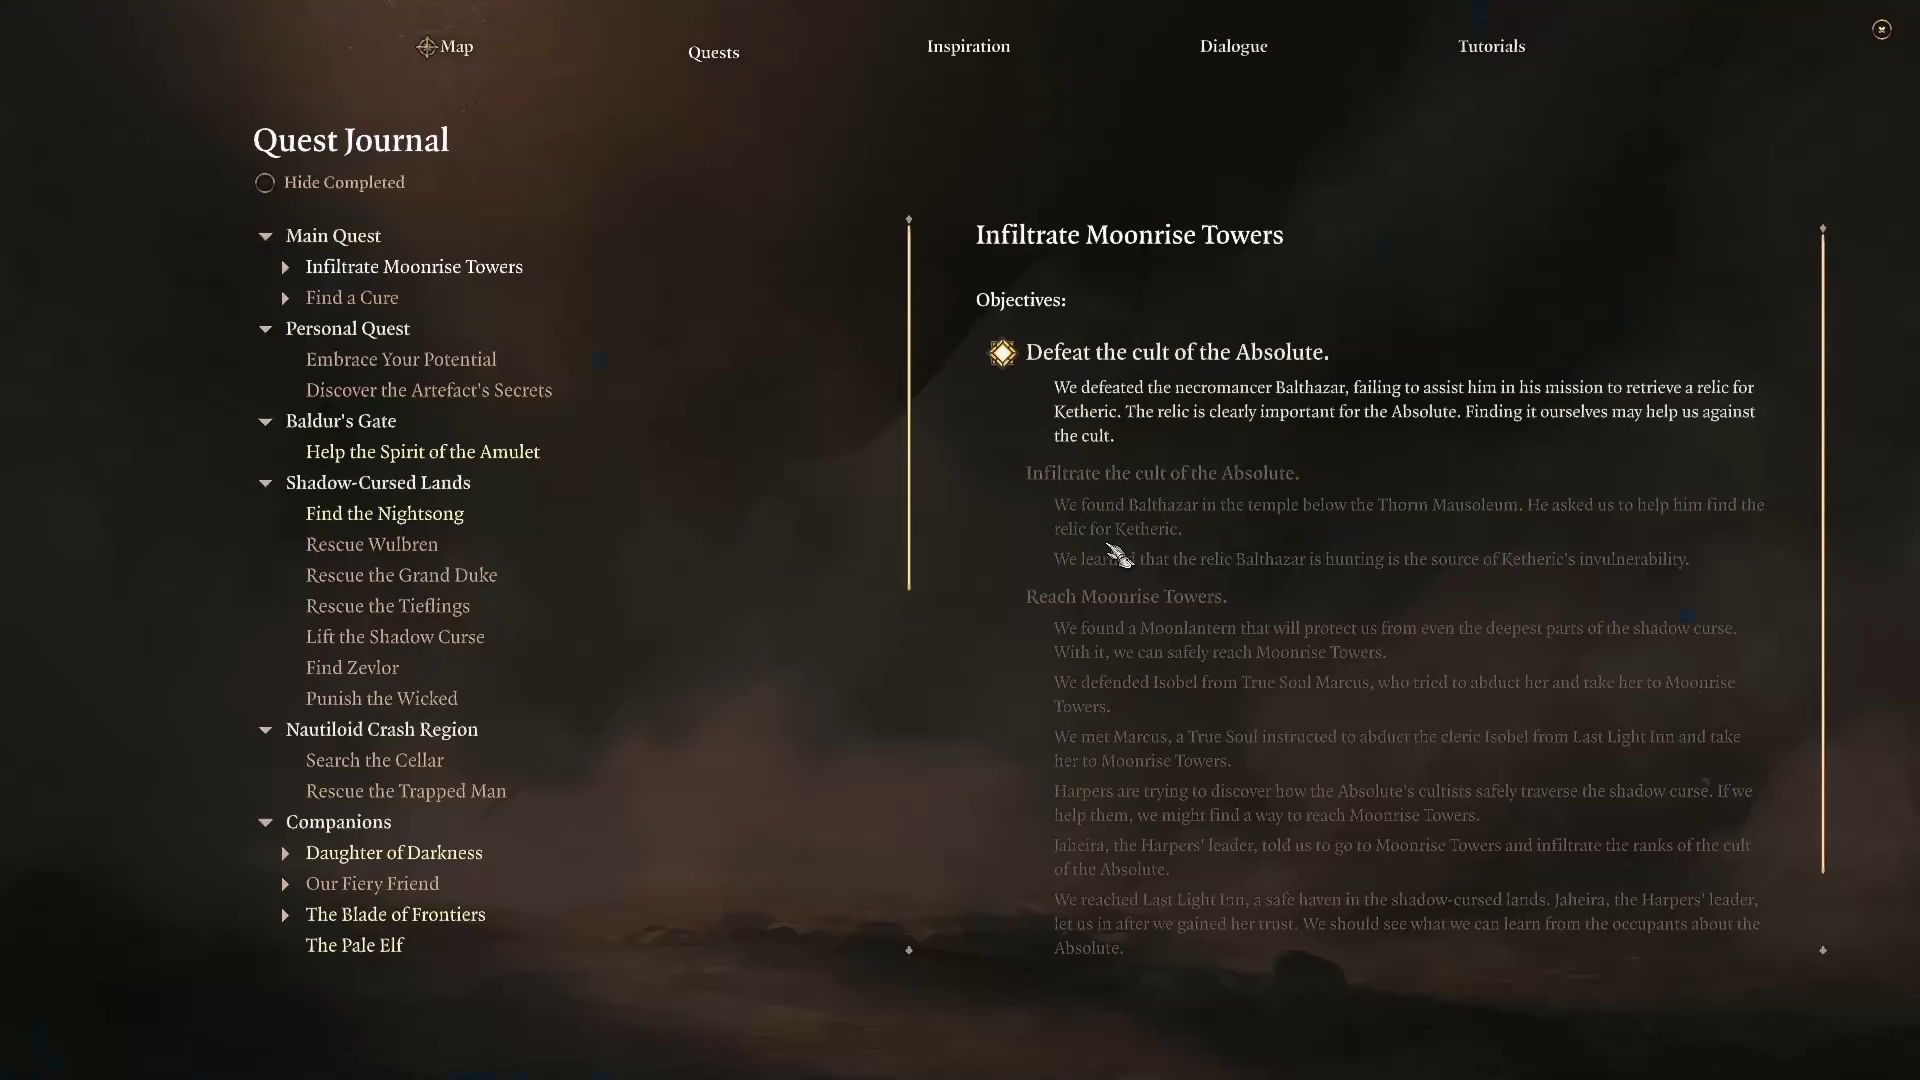 Map
Quests
Inspiration
Dialogue
Tutorials
Quest Journal
Hide Completed
Main Quest
Infiltrate Moonrise Towers
Find a Cure
Personal Quest
Embrace Your Potential
Discover the Artefact's Secrets
Baldur's Gate
Help the Spirit of the Amulet
Shadow-Cursed Lands
Find the Nightsong
Rescue Wulbren
Rescue the Grand Duke
Rescue the Tieflings
Lift the Shadow Curse
Find Zevlor
Punish the Wicked
Nautiloid Crash Region
Search the Cellar
Rescue the Trapped Man
Companions
Daughter of Darkness
Our Fiery Friend
The Blade of Frontiers
The Pale Elf
Infiltrate Moonrise Towers
Objectives:
Defeat the cult of the Absolute.
We defeated the necromancer Balthazar, failing to assist him in his mission to retrieve a relic for
Ketheric. The relic is clearly important for the Absolute. Finding it ourselves may help us against
the cult.
Infiltrate the cult of the Absolute.
We found Balthazar in the temple below the Thorm Mausoleum. He asked us to help him find the
relic for Ketheric.
We learned that the relic Balthazar is hunting is the source of Ketheric's invulnerability.
Reach Moonrise Towers.
We found a Moonlantern that will protect us from even the deepest parts of the shadow curse.
With it, we can safely reach Moonrise Towers.
We defended Isobel from True Soul Marcus, who tried to abduct her and take her to Moonrise
Towers.
We met Marcus, a True Soul instructed to abduct the cleric Isobel from Last Light Inn and take
her to Moonrise Towers.
Harpers are trying to discover how the Absolute's cultists safely traverse the shadow curse. If we
help them, we might find a way to reach Moonrise Towers.
Jaheira, the Harpers' leader, told us to go to Moonrise Towers and infiltrate the ranks of the cult
of the Absolute.
We reached Last Light Inn, a safe haven in the shadow-cursed lands. Jaheira, the Harpers' leader,
let us in after we gained her trust. We should see what we can learn from the occupants about the
Absolute.